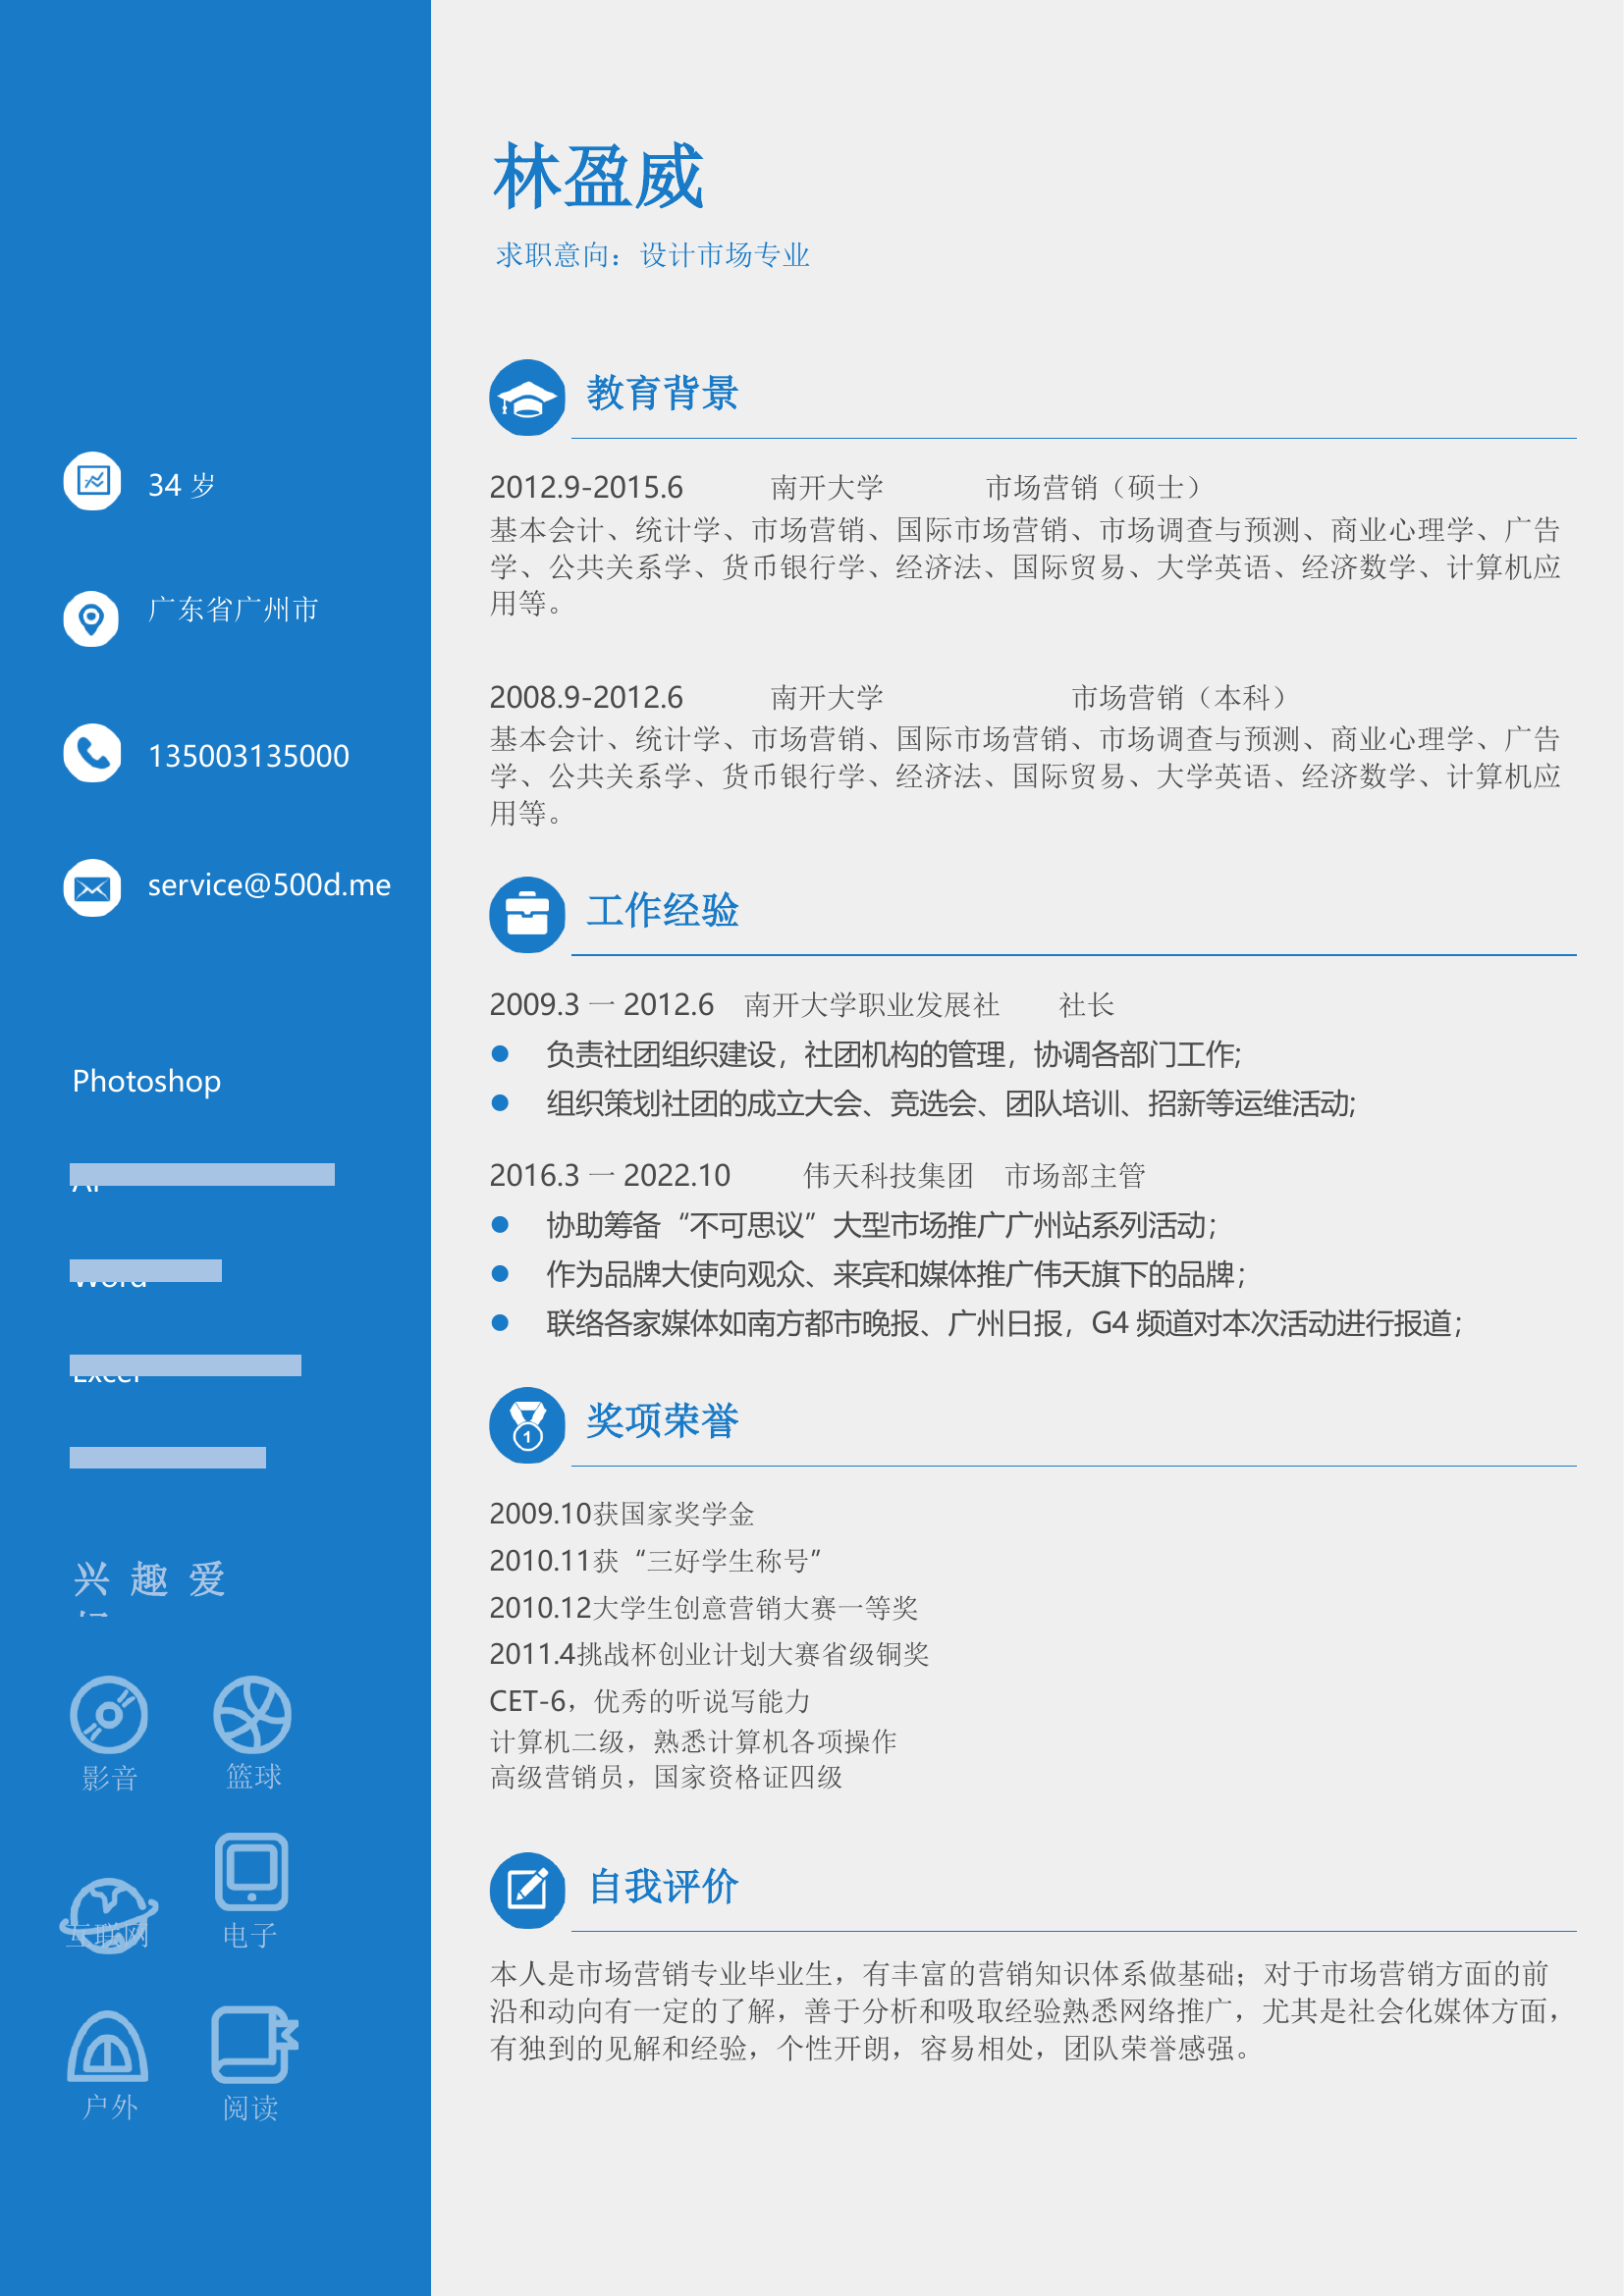 林盈威
求职意向：设计市场专业
34 岁
广东省广州市
135003135000
service@500d.me
Photoshop
Word
Excel
兴 趣 爱
影音
篮球
互联网
电子
户外
阅读
教育背景
2012.9-2015.6 南开大学 市场营销（硕士）
基本会计、统计学、市场营销、国际市场营销、市场调查与预测、商业心理学、广告
学、公共关系学、货币银行学、经济法、国际贸易、大学英语、经济数学、计算机应
用等。
2008.9-2012.6 南开大学 市场营销（本科）
基本会计、统计学、市场营销、国际市场营销、市场调查与预测、商业心理学、广告
学、公共关系学、货币银行学、经济法、国际贸易、大学英语、经济数学、计算机应
用等。
工作经验
2009.3 一 2012.6 南开大学职业发展社 社长
负责社团组织建设，社团机构的管理，协调各部门工作;
组织策划社团的成立大会、竞选会、团队培训、招新等运维活动;
2016.3 一 2022.10 伟天科技集团 市场部主管
协助筹备“不可思议”大型市场推广广州站系列活动；
作为品牌大使向观众、来宾和媒体推广伟天旗下的品牌；
联络各家媒体如南方都市晚报、广州日报，G4 频道对本次活动进行报道；
奖项荣誉
2009.10获国家奖学金
2010.11获“三好学生称号”
2010.12大学生创意营销大赛一等奖
2011.4挑战杯创业计划大赛省级铜奖
CET-6，优秀的听说写能力
计算机二级，熟悉计算机各项操作
高级营销员，国家资格证四级
自我评价
本人是市场营销专业毕业生，有丰富的营销知识体系做基础；对于市场营销方面的前
沿和动向有一定的了解，善于分析和吸取经验熟悉网络推广，尤其是社会化媒体方面，
有独到的见解和经验，个性开朗，容易相处，团队荣誉感强。